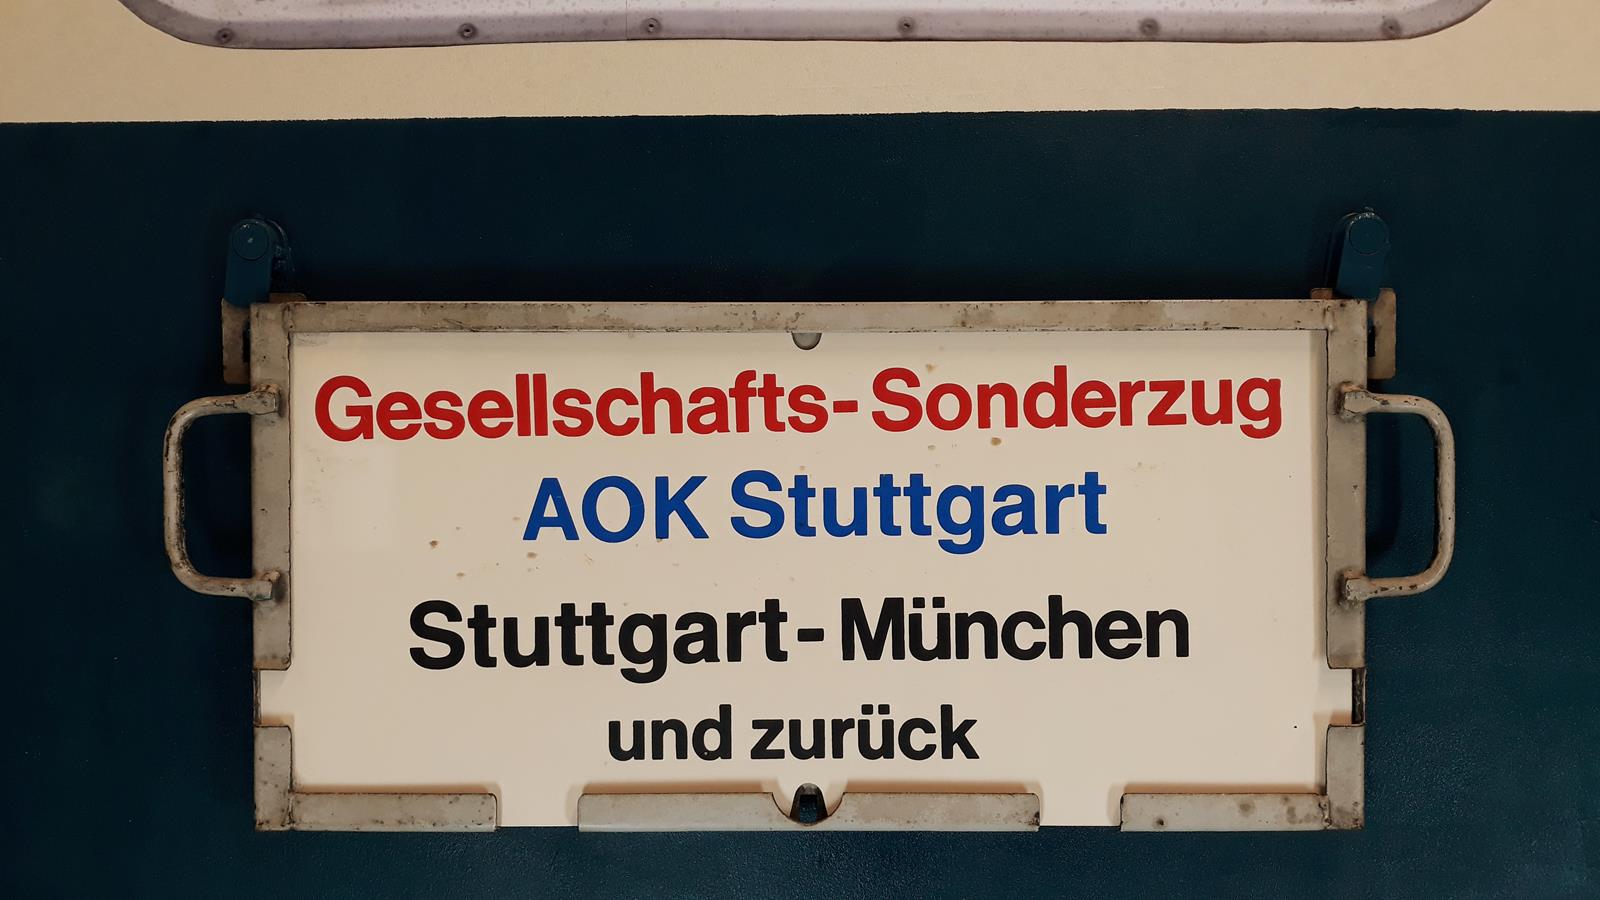 Gesellschafts-Sonderzug
AOK Stuttgart
Stuttgart-München
und zurück